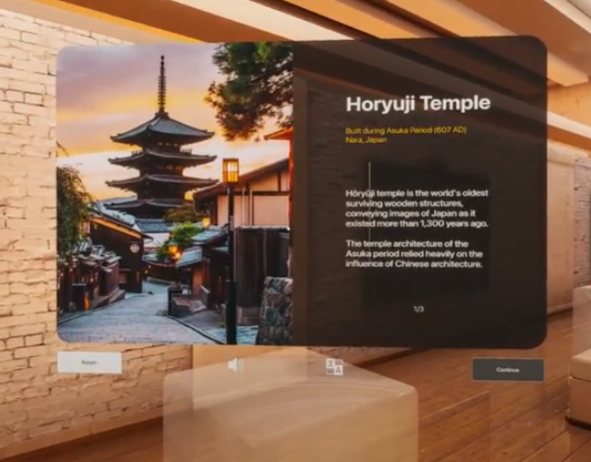 Horyuji Temple
Built during Asuka Period (607 AD)
Nara, Japan
Hōryūji temple is the world's oldest
surviving wooden structures,
conveying images of Japan as it
existed more than 1,300 years ago.
The temple architecture of the
Asuka period relied heavily on the
influence of Chinese architecture.
1/3
Return
Continue